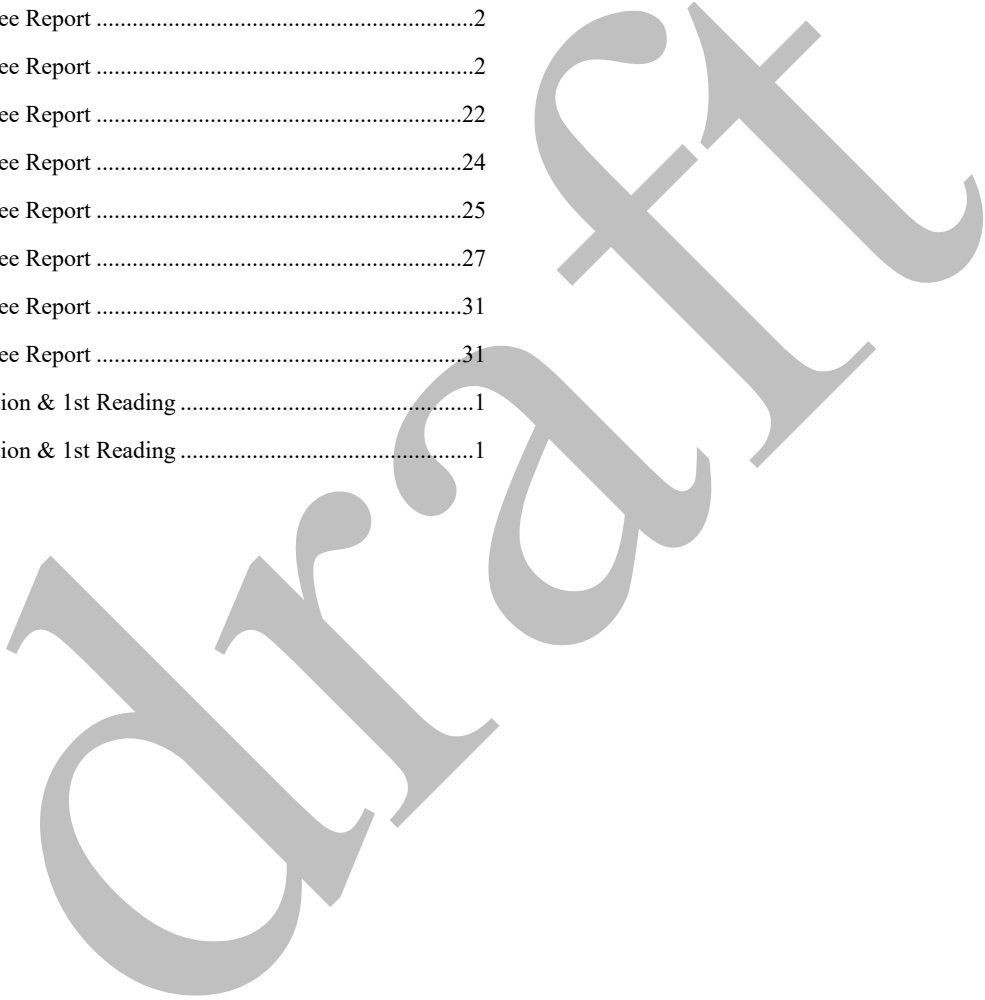 ee Report ................................................................2
ee Report ................................................................2
ee Report ..............................................................22
ee Report ..............................................................24
ee Report ..............................................................25
ee Report ..............................................................27
ee Report ..............................................................31
ee Report ..............................................................31
ion & 1st Reading .................................................1
ion & 1st Reading .................................................1
draft